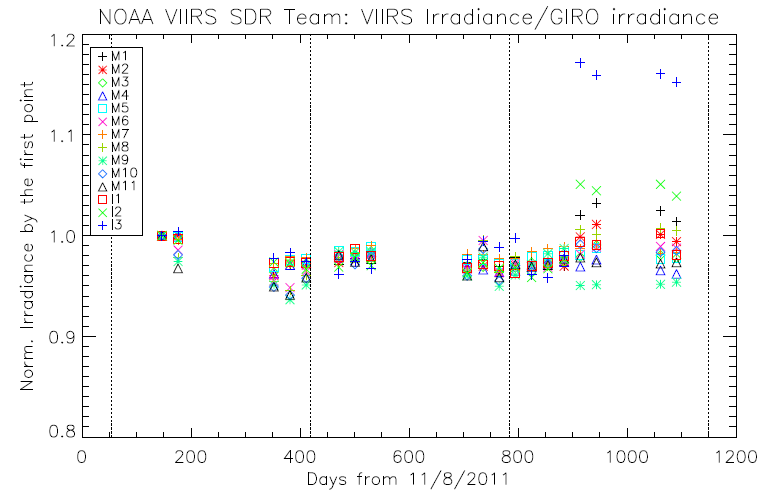 NOAA VIIRS SDR Team: VIIRS Irradiance/GIRO irradiance
Norm. Irradiance by the first point
1.2
1.1
1.0
0.9
0.8
M1
M2
M3
M4
M5
M6
M7
M8
M9
M10
M11
I1
I2
I3
0 200 400 600 800 1000 1200
Days from 11/8/2011